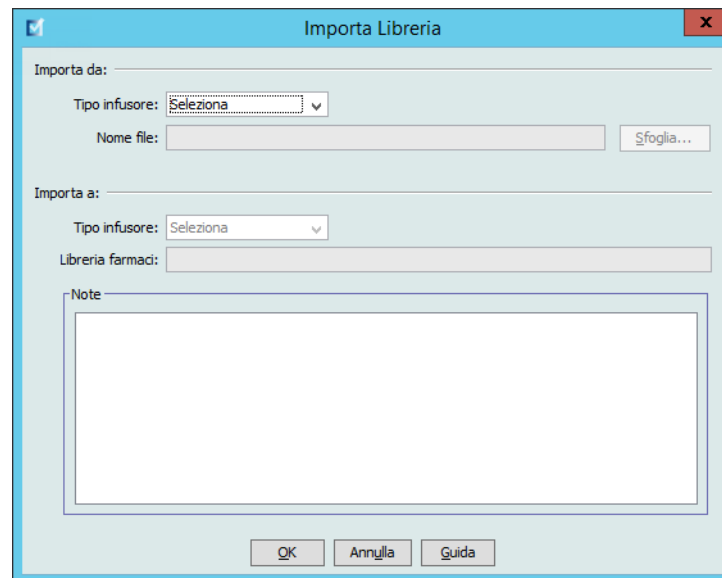 Importa Libreria
x
Importa da:
Tipo infusore: Seleziona
Nome file: Sfoglia...
Importa a:
Tipo infusore: Seleziona
Libreria farmaci:
Note
OK Annulla Guida